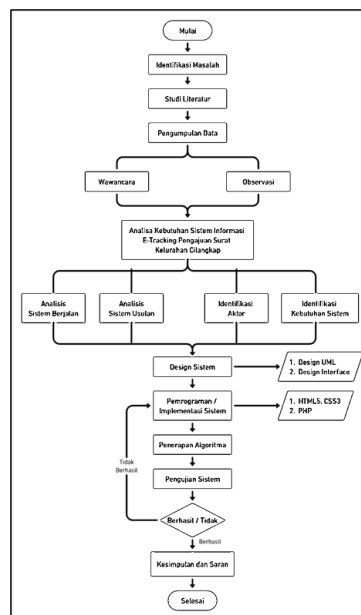 Mulai
Identifikasi Masalah
Studi Literatur
Pengumpulan Data
Wawancara
Observasi
Analisa Kebutuhan Sistem Informasi
E-Tracking Pengajuan Surat
Kelurahan Cilangkap
Analisis
Sistem Berjalan
Analisis
Sistem Usulan
Identifikasi
Aktor
Identifikasi
Kebutuhan Sistem
Design Sistem
1. Design UML
2. Design Interface
Pemrograman /
Implementasi Sistem
1. HTML5, CSS3
2. PHP
Penerapan Algoritma
Tidak
Berhasil
Pengujian Sistem
Berhasil / Tidak
Berhasil
Kesimpulan dan Saran
Selesai